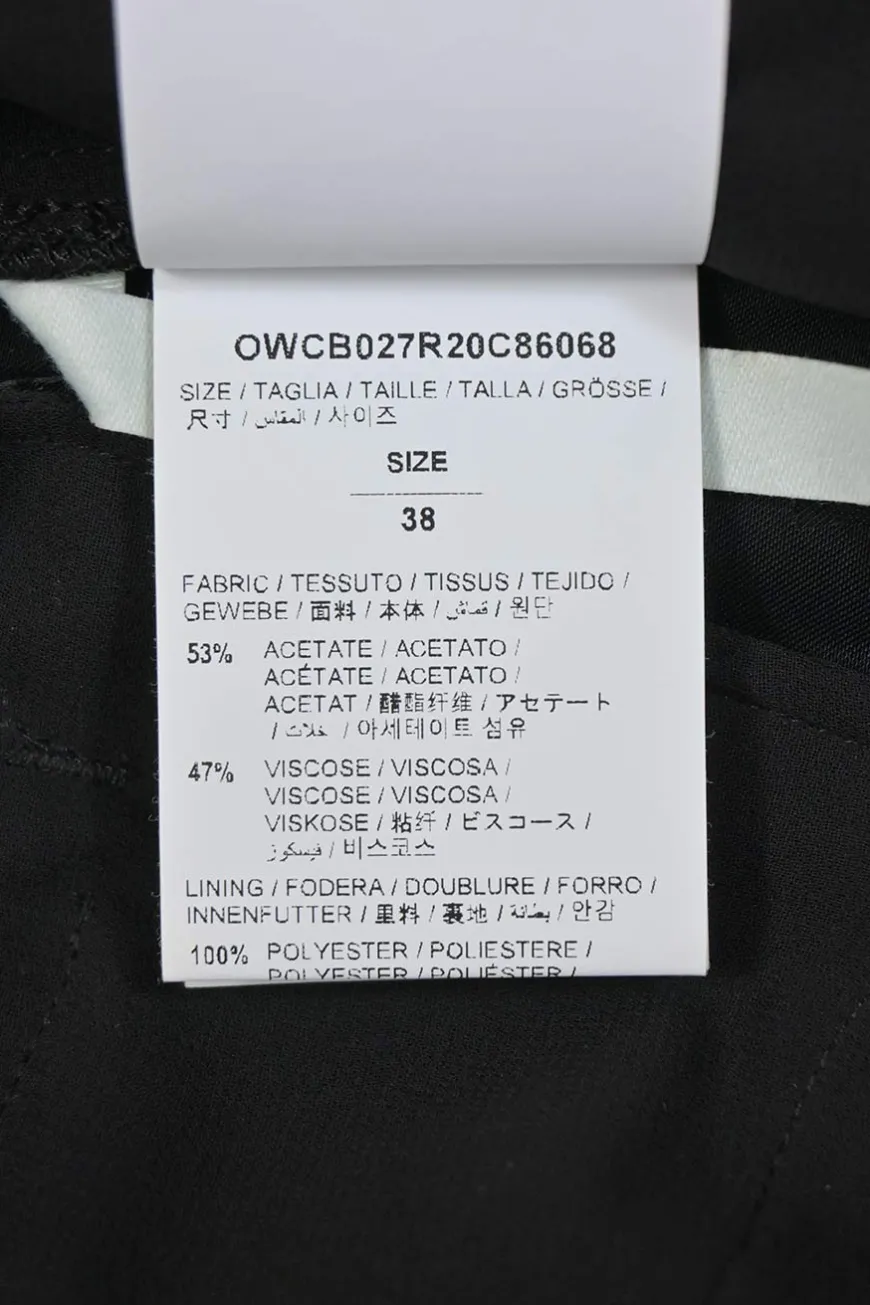 OWCB027R20C86068
SIZE / TAGLIA / TAILLE / TALLA / GRÖSSE /
尺寸 / المقاس / 사이즈
SIZE
38
FABRIC / TESSUTO / TISSUS / TEJIDO /
GEWEBE / 面料 / 本体 / قماش / 원단
53% ACETATE / ACETATO /
ACÉTATE / ACETATO /
ACETAT / 醋酯纤维 / アセテート
/ خلات / 아세테이트 섬유
47% VISCOSE / VISCOSA /
VISCOSE / VISCOSA /
VISKOSE / 粘纤 / ビスコース /
فيسكوز / 비스코스
LINING / FODERA / DOUBLURE / FORRO /
INNENFUTTER / 里料 / 裏地 / بطانة / 안감
100% POLYESTER / POLIESTERE /
POLYESTER / POLIÉSTER /